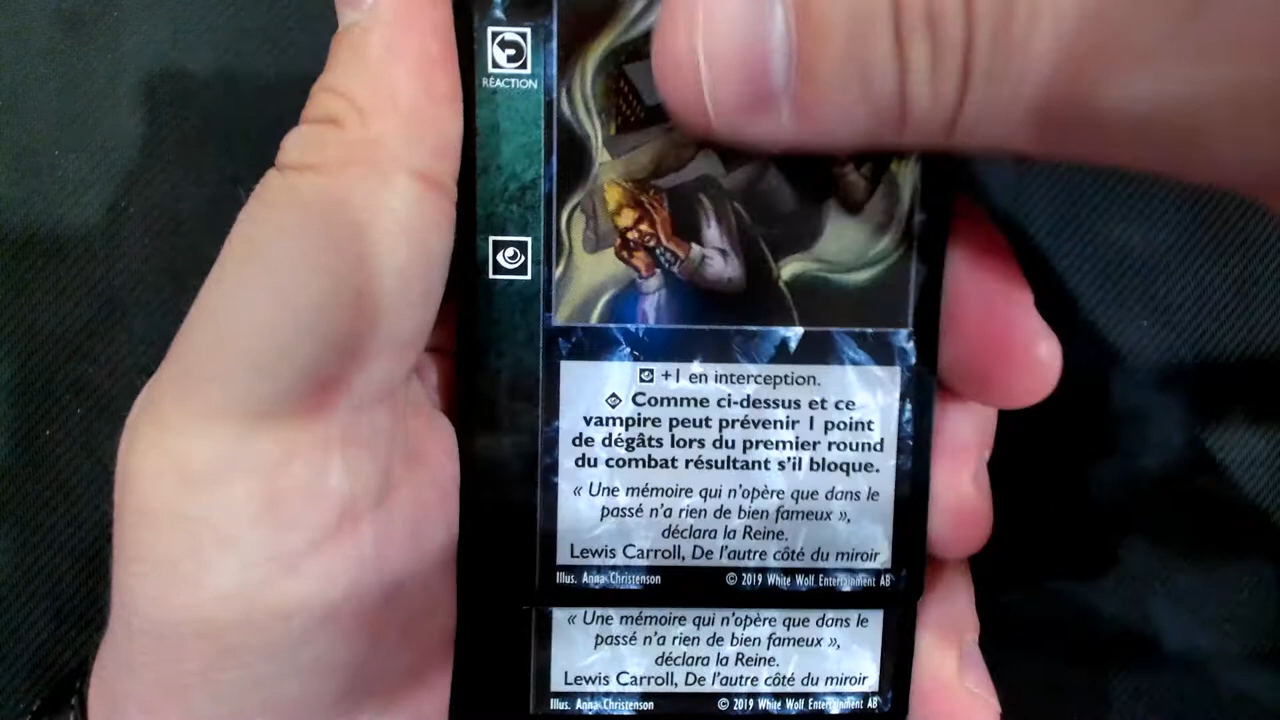 RÉACTION
+1 en interception.
Comme ci-dessus et ce
vampire peut prévenir 1 point
de dégâts lors du premier round
du combat résultant s'il bloque.
« Une mémoire qui n'opère que dans le
passé n'a rien de bien fameux »,
déclara la Reine.
Lewis Carroll, De l'autre côté du miroir
Illus. Anna Christenson © 2019 White Wolf Entertainment AB
« Une mémoire qui n'opère que dans le
passé n'a rien de bien fameux »,
déclara la Reine.
Lewis Carroll, De l'autre côté du miroir
Illus. Anna Christenson © 2019 White Wolf Entertainment AB